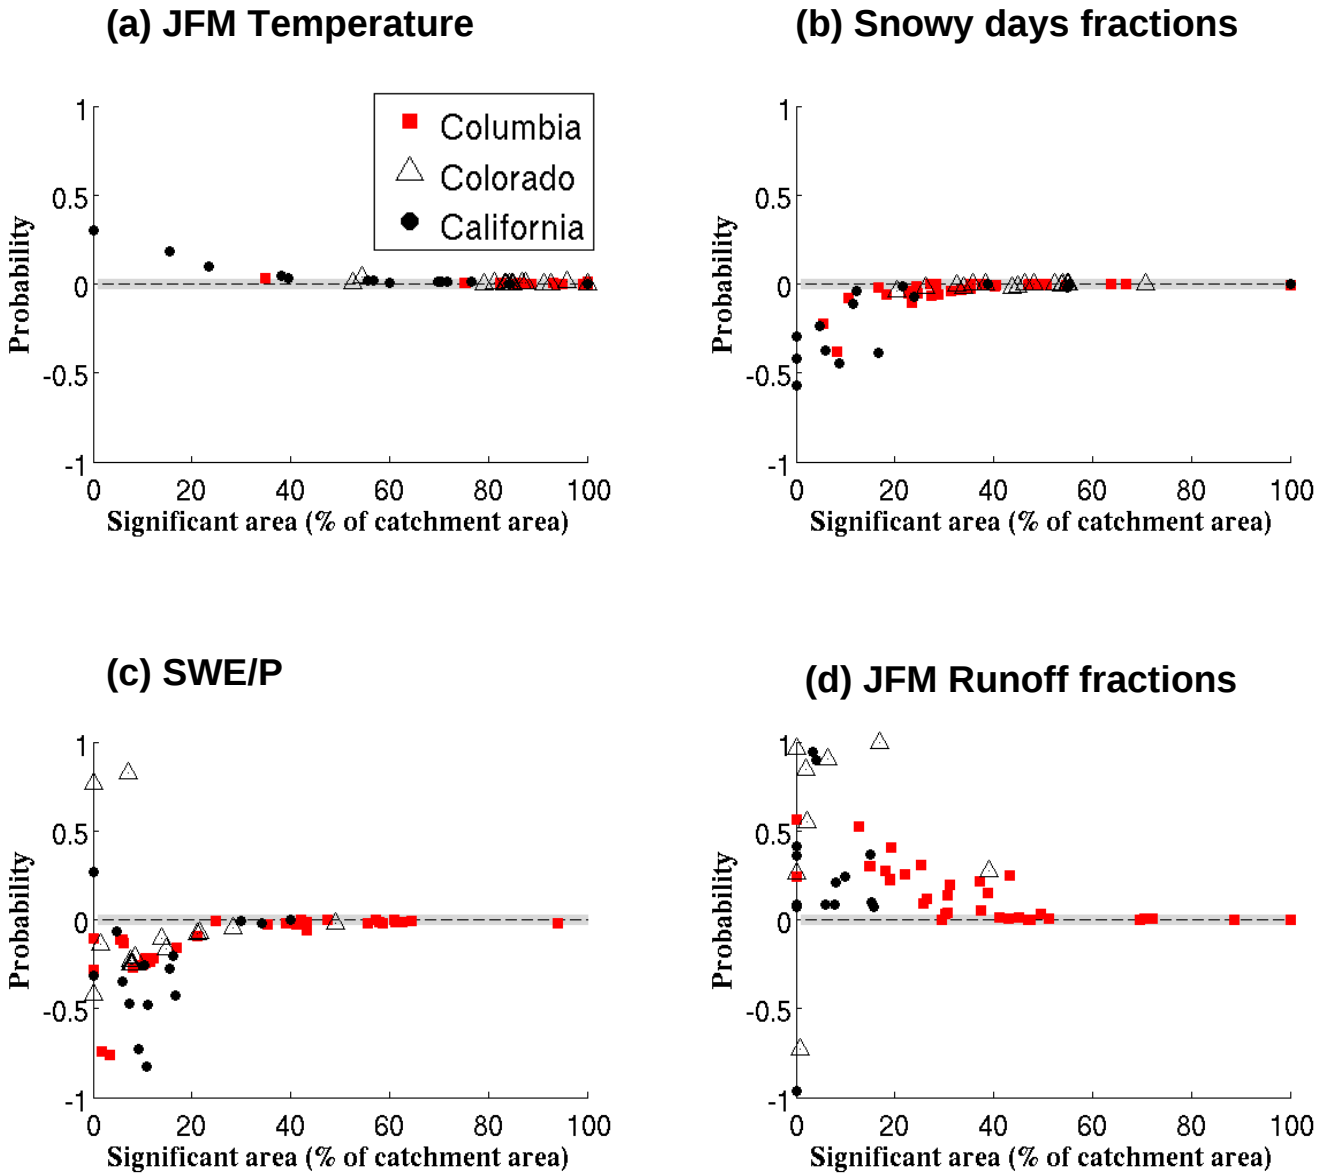 (a) JFM Temperature
(b) Snowy days fractions
1
0.5
0
-0.5
-1
0 20 40 60 80 100
Probability
Significant area (% of catchment area)
Columbia
Colorado
California
1
0.5
0
-0.5
-1
0 20 40 60 80 100
Probability
Significant area (% of catchment area)
(c) SWE/P
(d) JFM Runoff fractions
1
0.5
0
-0.5
-1
0 20 40 60 80 100
Probability
Significant area (% of catchment area)
1
0.5
0
-0.5
-1
0 20 40 60 80 100
Probability
Significant area (% of catchment area)